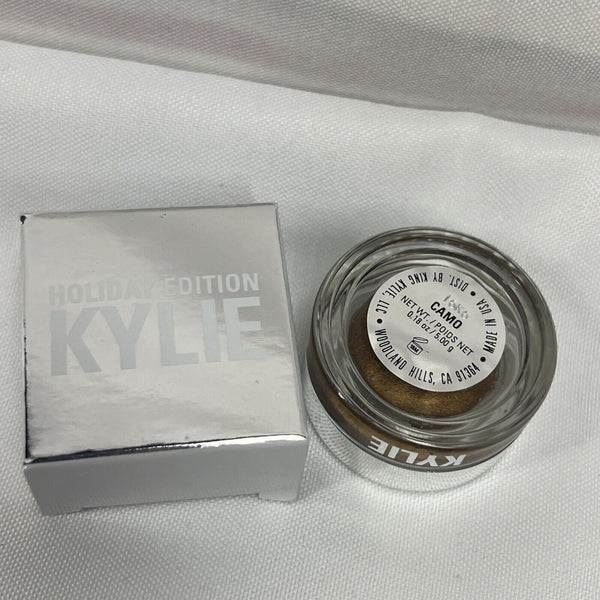 HOLIDAY EDITION
KYLIE
CAMO
NET WT. / POIDS NET
0.18 oz / 5.00 g
MADE IN USA • DIST. BY KING KYLIE, LLC • WOODLAND HILLS, CA 91364 •
KYLIE